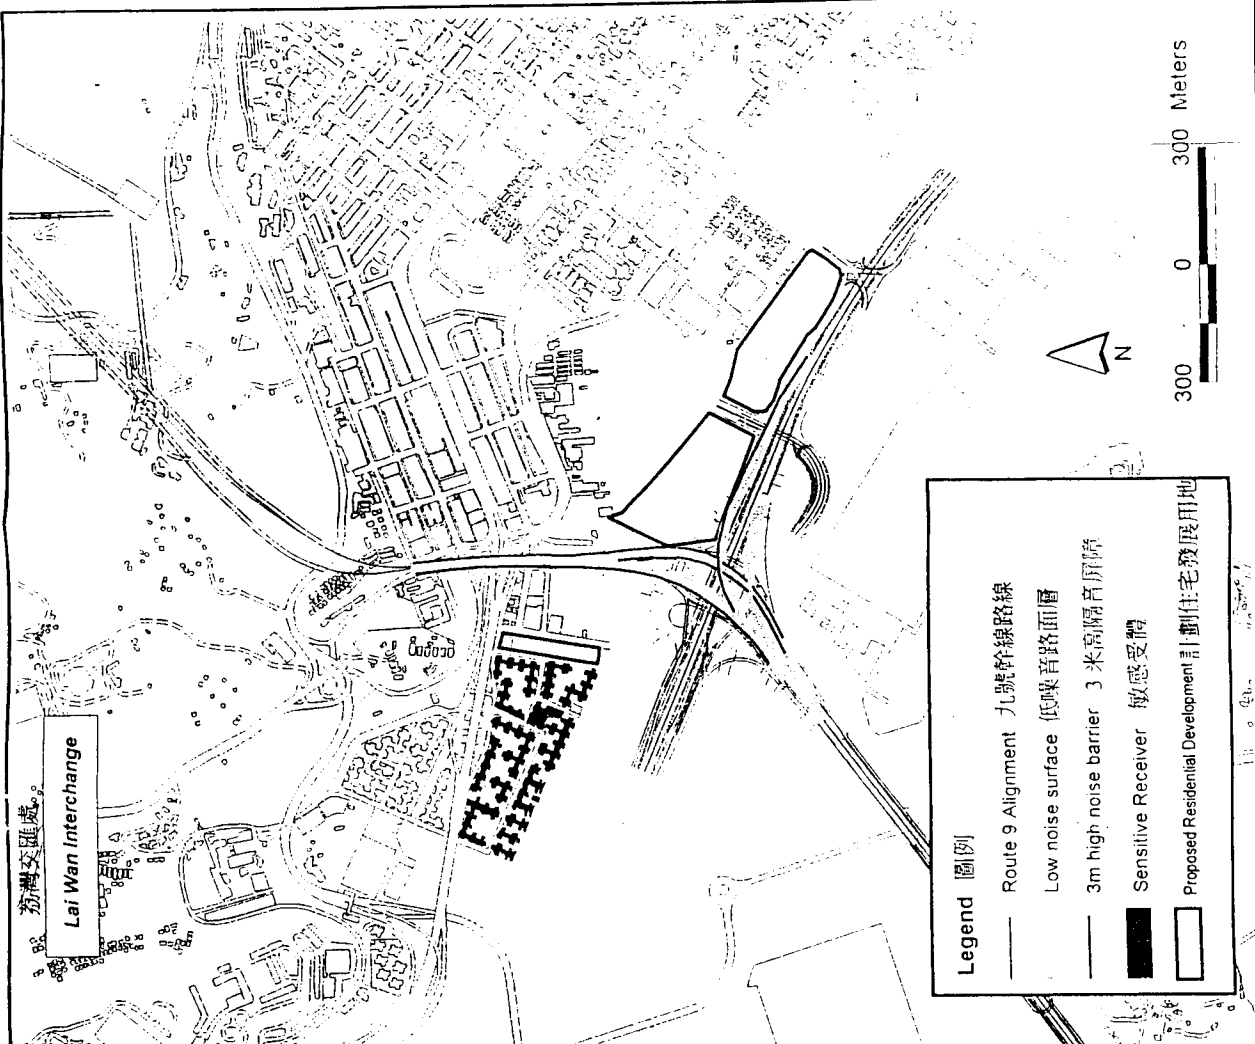 荔灣交匯處
Lai Wan Interchange
Legend 圖例
Route 9 Alignment 九號幹線路線
Low noise surface 低噪音路面層
3m high noise barrier 3 米高隔音屏障
Sensitive Receiver 敏感受體
Proposed Residential Development 計劃住宅發展用地
N
300 0 300 Meters